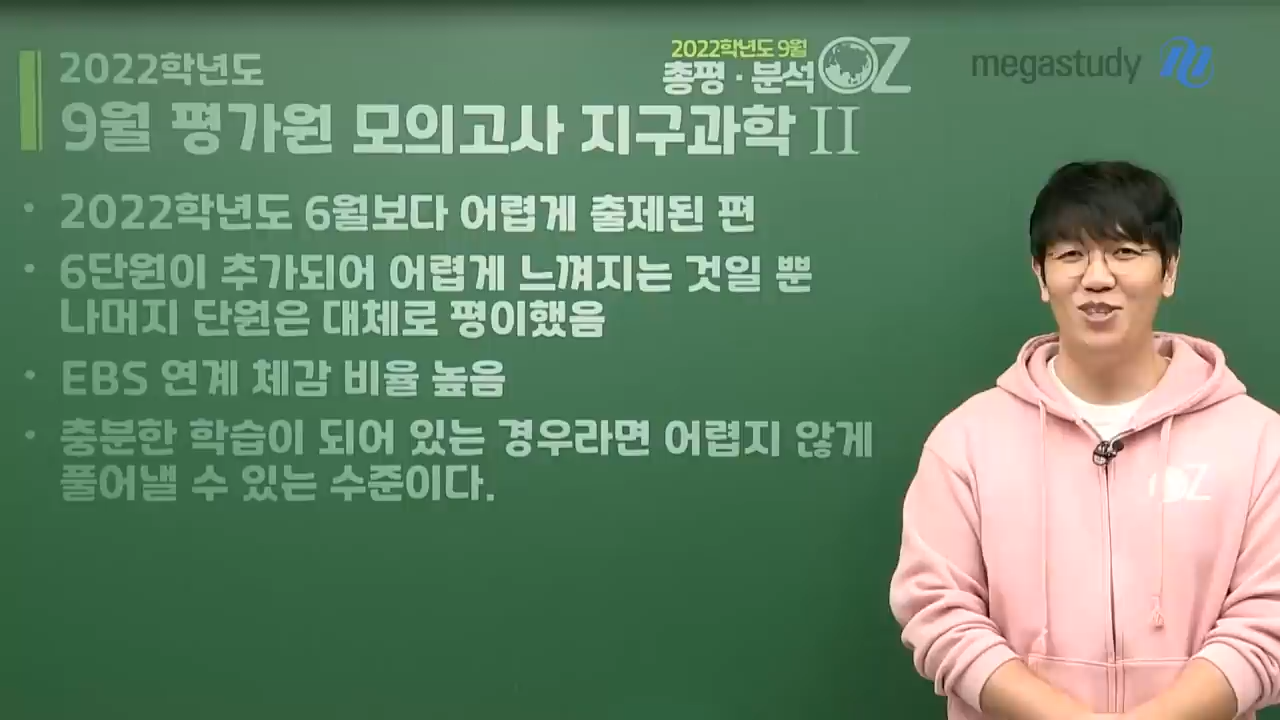 2022학년도
9월 평가원 모의고사 지구과학 II
2022학년도 9월
총평·분석 OZ
megastudy
• 2022학년도 6월보다 어렵게 출제된 편
• 6단원이 추가되어 어렵게 느껴지는 것일 뿐
나머지 단원은 대체로 평이했음
• EBS 연계 체감 비율 높음
• 충분한 학습이 되어 있는 경우라면 어렵지 않게
풀어낼 수 있는 수준이다.
OZ